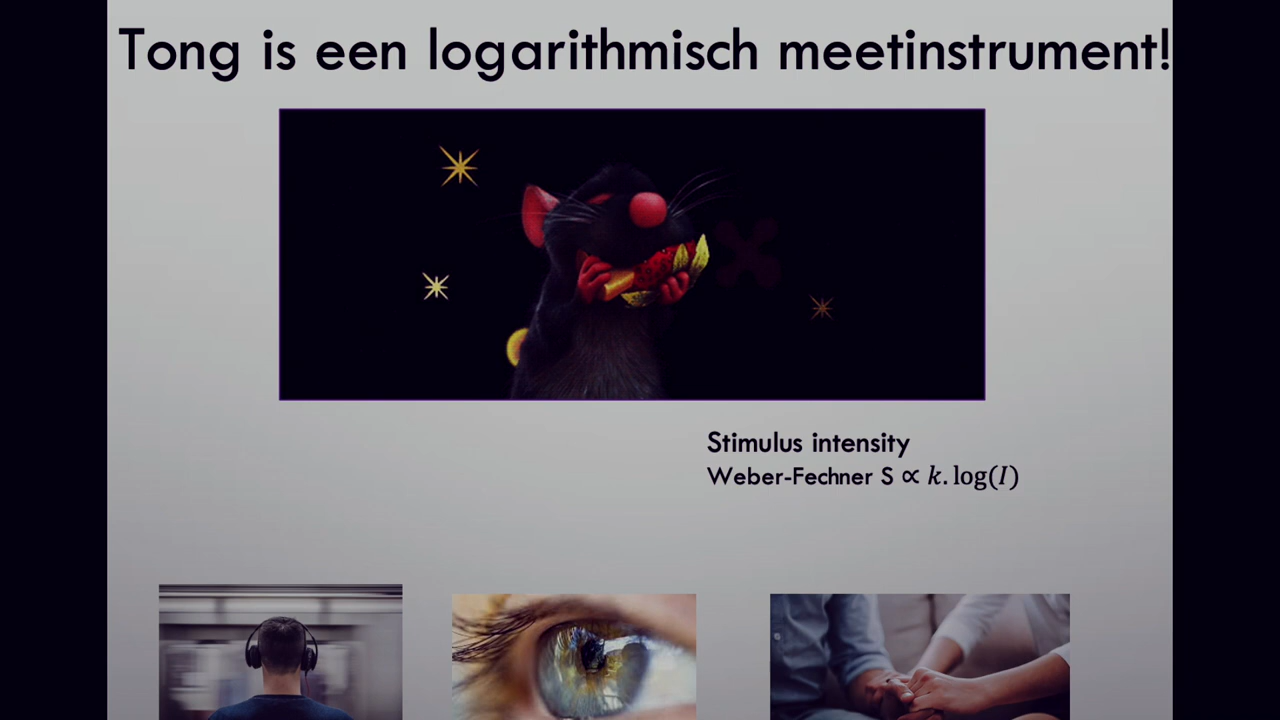 Tong is een logarithmisch meetinstrument!
Stimulus intensity
Weber-Fechner S ∝ k. log(I)